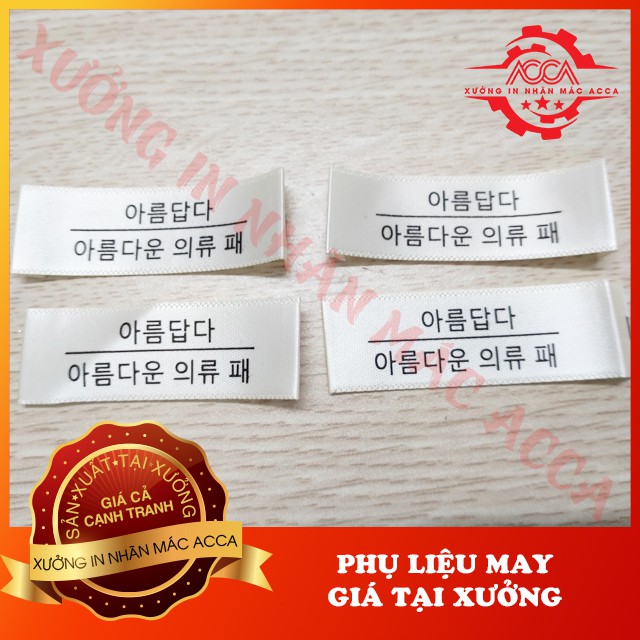 ACCA
XƯỞNG IN NHÃN MÁC ACCA
XƯỞNG IN NHÃN MÁC ACCA
아름답다
아름다운 의류 패
아름답다
아름다운 의류 패
아름답다
아름다운 의류 패
아름답다
아름다운 의류 패
SẢN XUẤT TẠI XƯỞNG
GIÁ CẢ
CẠNH TRANH
XƯỞNG IN NHÃN MÁC ACCA
PHỤ LIỆU MAY
GIÁ TẠI XƯỞNG